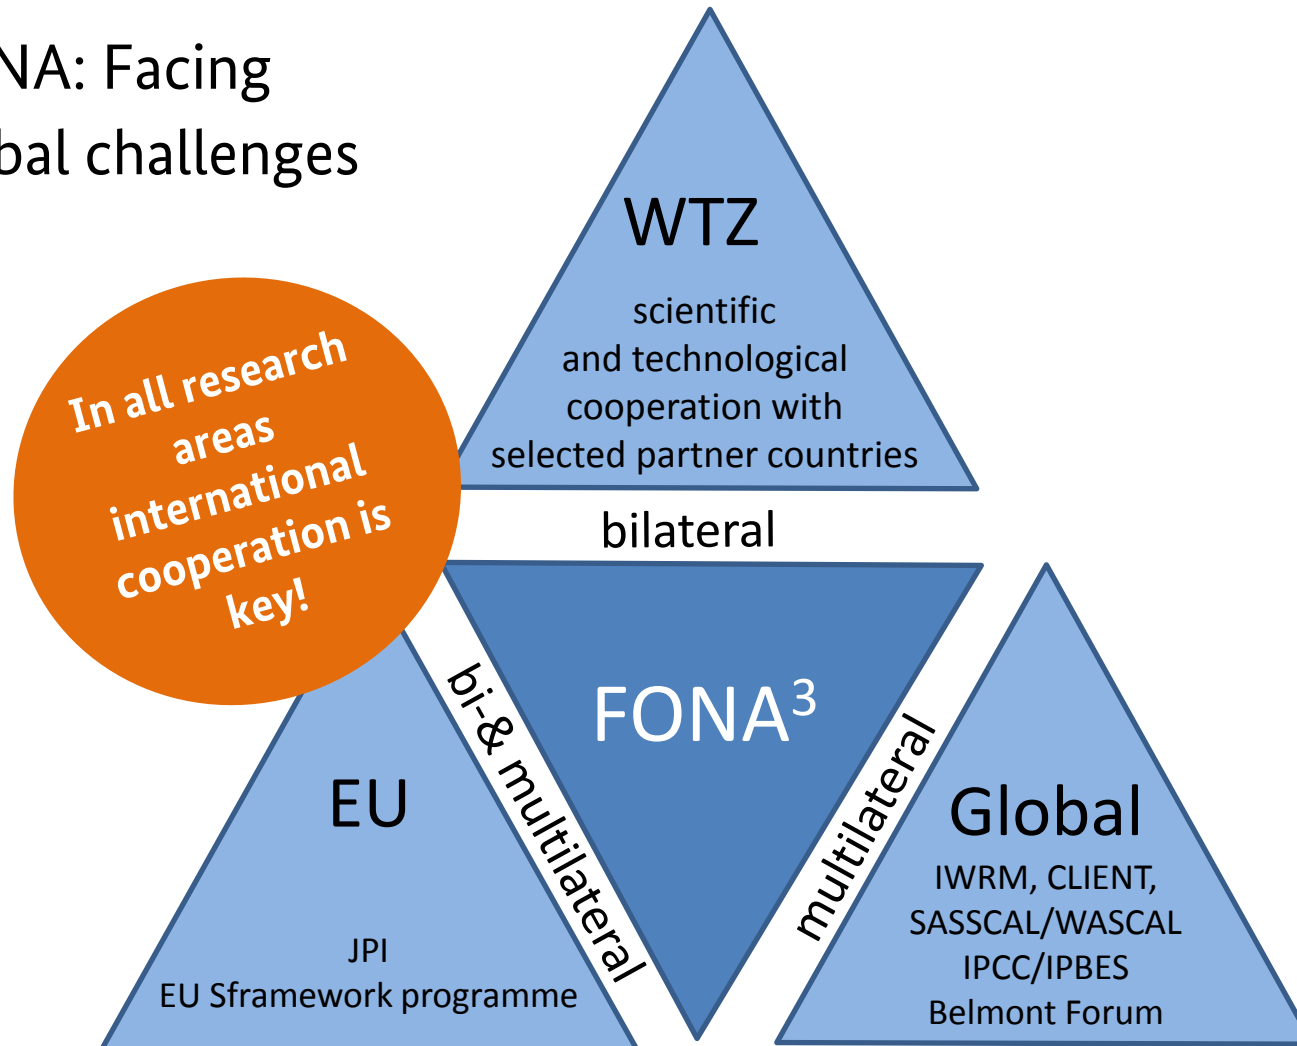 NA: Facing
bal challenges
WTZ
scientific
and technological
cooperation with
selected partner countries
In all research
areas
international
cooperation is
key!
bilateral
bi-& multilateral
FONA³
multilateral
EU
JPI
EU Sframework programme
Global
IWRM, CLIENT,
SASSCAL/WASCAL
IPCC/IPBES
Belmont Forum